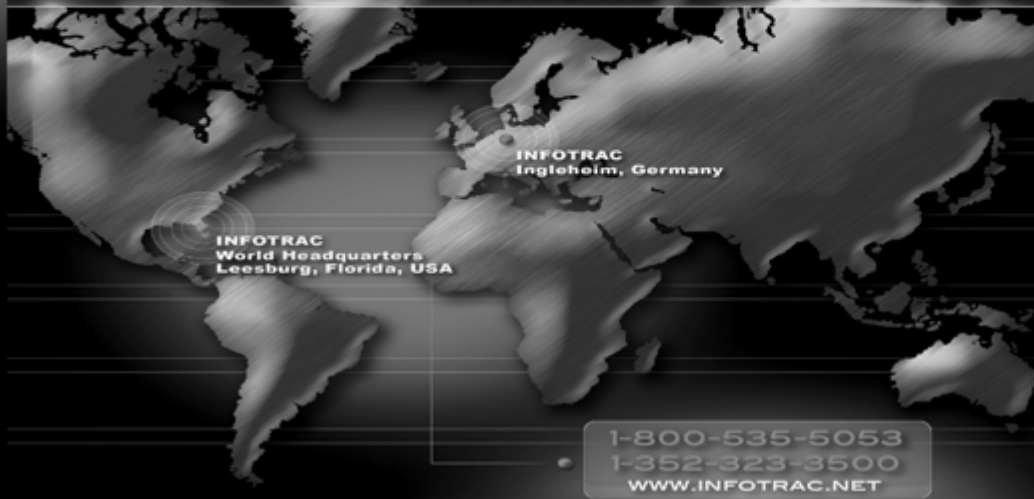 INFOTRAC
Ingleheim, Germany
INFOTRAC
World Headquarters
Leesburg, Florida, USA
1-800-535-5053
1-352-323-3500
WWW.INFOTRAC.NET